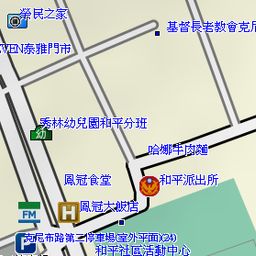 榮民之家
基督長老教會克尼
VEN泰雅門市
秀林幼兒園和平分班
幼
哈娜牛肉麵
鳳冠食堂
和平派出所
鳳冠大飯店
FM
H
P
克尼布路第二停車場(室外平面)(24)
和平社區活動中心